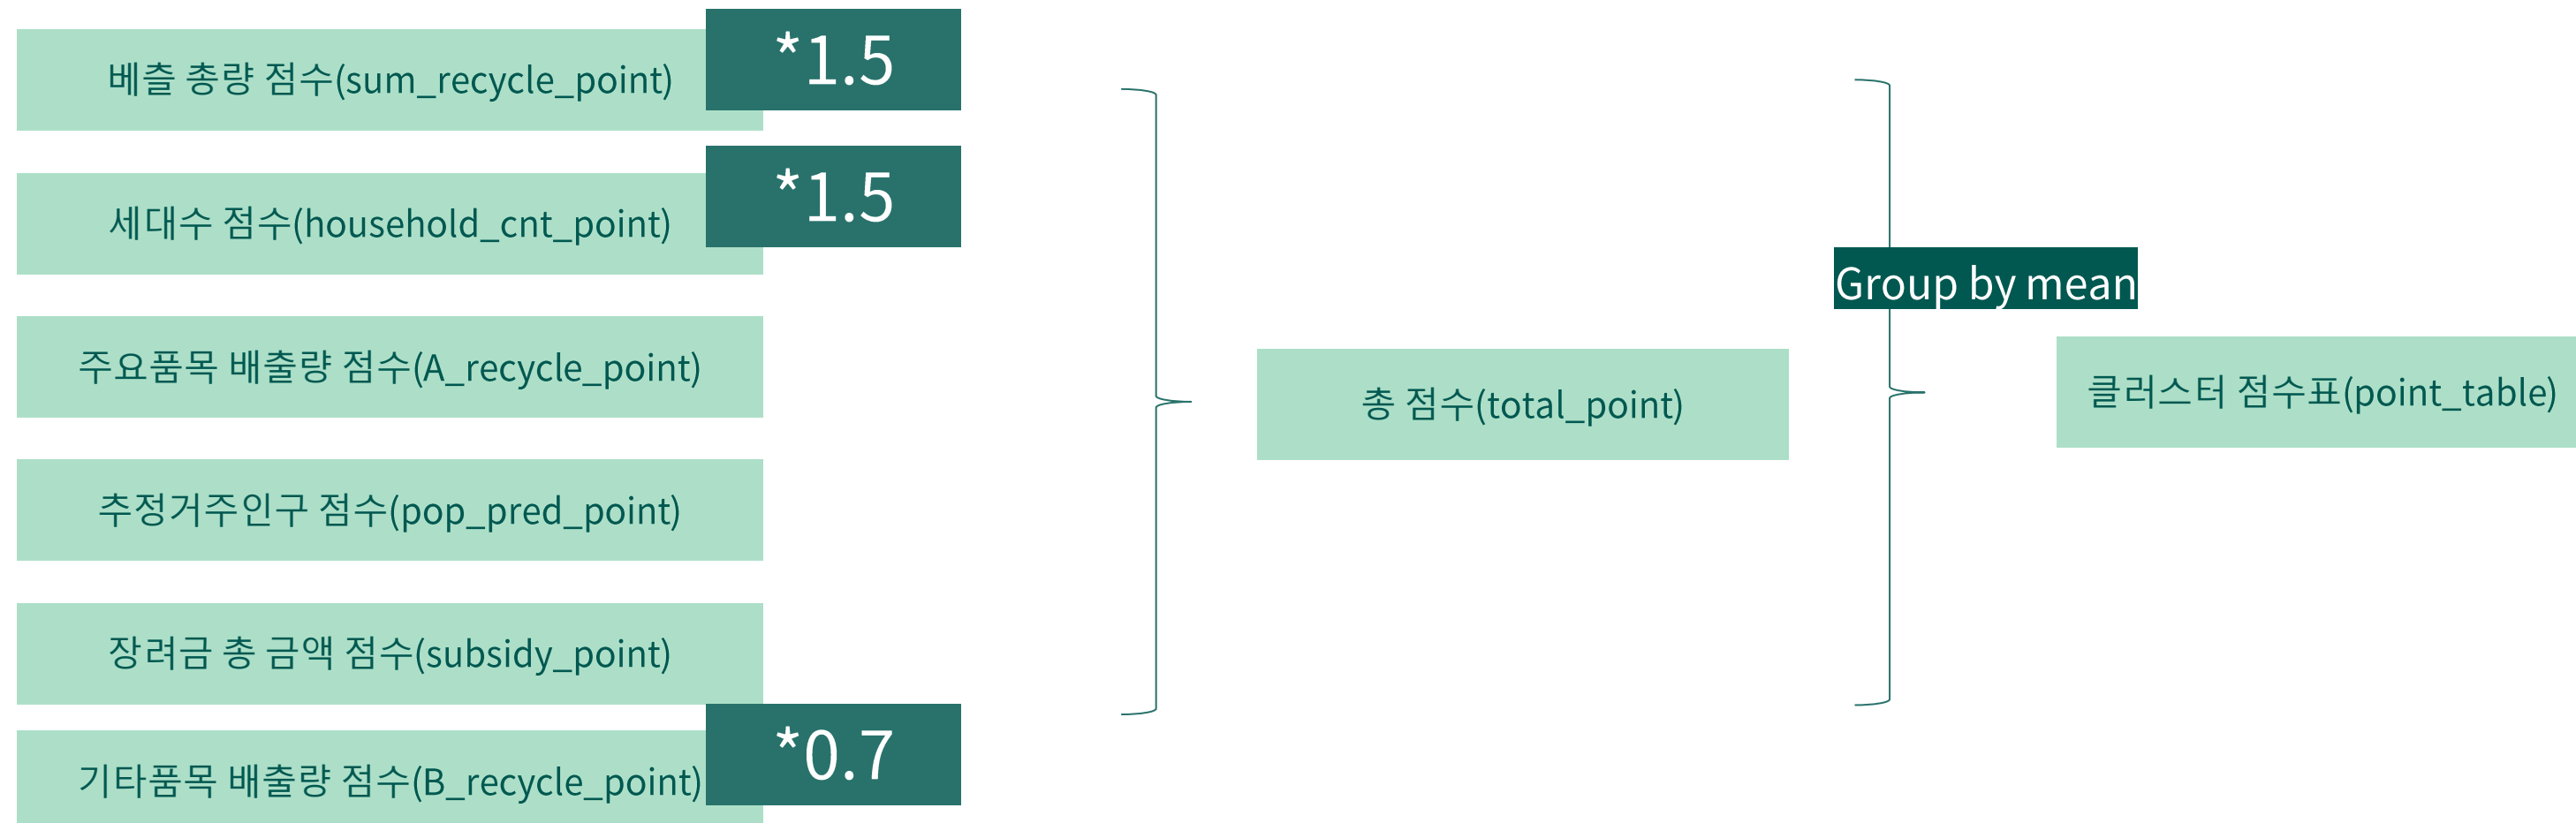 베츨 총량 점수(sum_recycle_point)
*1.5
세대수 점수(household_cnt_point)
*1.5
주요품목 배출량 점수(A_recycle_point)
추정거주인구 점수(pop_pred_point)
장려금 총 금액 점수(subsidy_point)
기타품목 배출량 점수(B_recycle_point)
*0.7
총 점수(total_point)
Group by mean
클러스터 점수표(point_table)